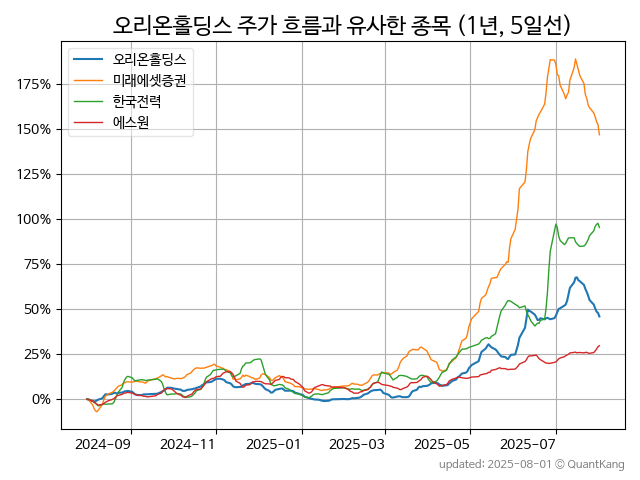 오리온홀딩스 주가 흐름과 유사한 종목 (1년, 5일선)
오리온홀딩스
미래에셋증권
한국전력
에스원
175%
150%
125%
100%
75%
50%
25%
0%
2024-09 2024-11 2025-01 2025-03 2025-05 2025-07
updated: 2025-08-01 © QuantKang